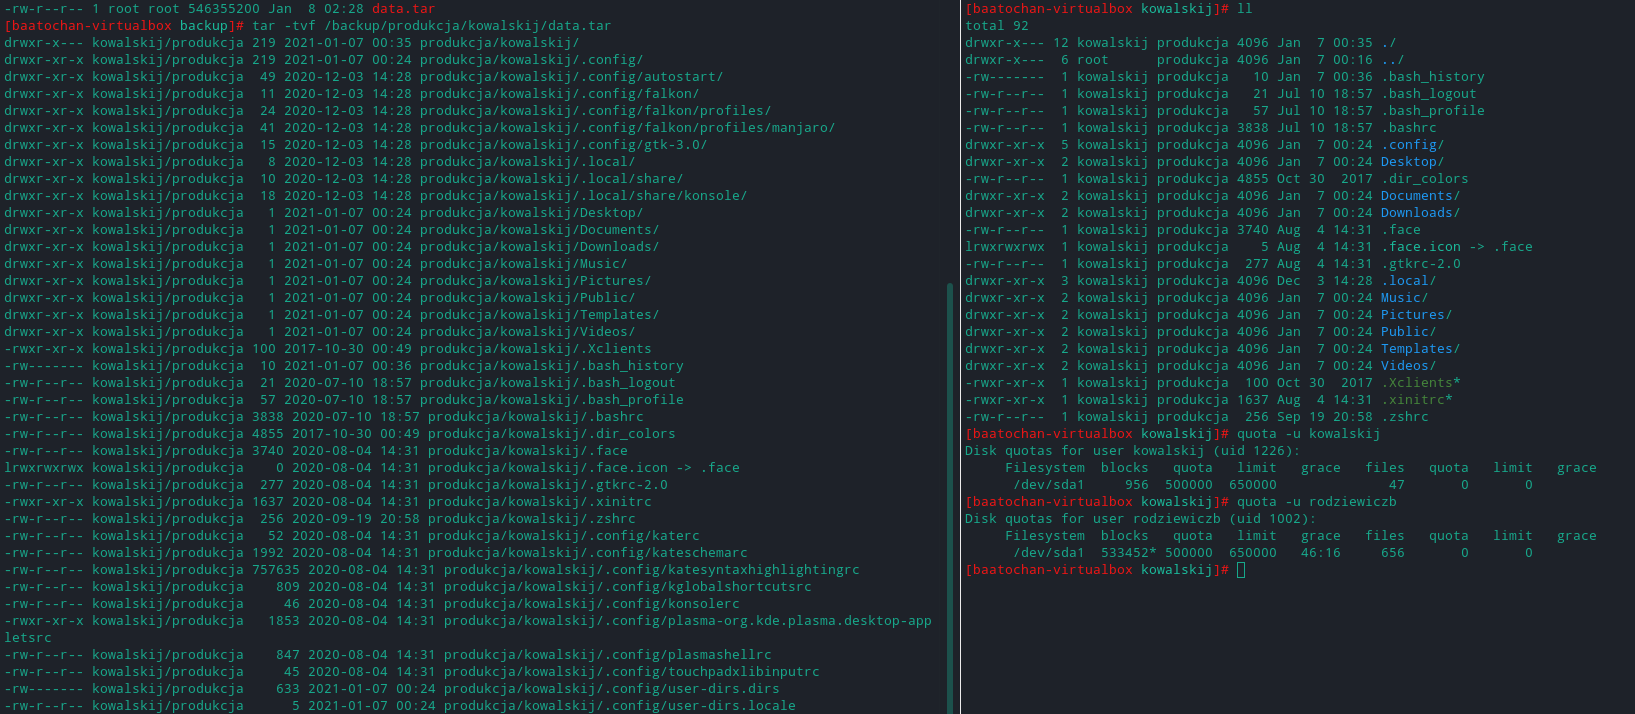 -rw-r--r-- 1 root root 546355200 Jan  8 02:28 data.tar
[baatochan-virtualbox backup]# tar -tvf /backup/produkcja/kowalskij/data.tar
drwxr-x--- kowalskij/produkcja 219 2021-01-07 00:35 produkcja/kowalskij/
drwxr-xr-x kowalskij/produkcja 219 2021-01-07 00:24 produkcja/kowalskij/.config/
drwxr-xr-x kowalskij/produkcja  49 2020-12-03 14:28 produkcja/kowalskij/.config/autostart/
drwxr-xr-x kowalskij/produkcja  11 2020-12-03 14:28 produkcja/kowalskij/.config/falkon/
drwxr-xr-x kowalskij/produkcja  24 2020-12-03 14:28 produkcja/kowalskij/.config/falkon/profiles/
drwxr-xr-x kowalskij/produkcja  41 2020-12-03 14:28 produkcja/kowalskij/.config/falkon/profiles/manjaro/
drwxr-xr-x kowalskij/produkcja  15 2020-12-03 14:28 produkcja/kowalskij/.config/gtk-3.0/
drwxr-xr-x kowalskij/produkcja   8 2020-12-03 14:28 produkcja/kowalskij/.local/
drwxr-xr-x kowalskij/produkcja  10 2020-12-03 14:28 produkcja/kowalskij/.local/share/
drwxr-xr-x kowalskij/produkcja  18 2020-12-03 14:28 produkcja/kowalskij/.local/share/konsole/
drwxr-xr-x kowalskij/produkcja   1 2021-01-07 00:24 produkcja/kowalskij/Desktop/
drwxr-xr-x kowalskij/produkcja   1 2021-01-07 00:24 produkcja/kowalskij/Documents/
drwxr-xr-x kowalskij/produkcja   1 2021-01-07 00:24 produkcja/kowalskij/Downloads/
drwxr-xr-x kowalskij/produkcja   1 2021-01-07 00:24 produkcja/kowalskij/Music/
drwxr-xr-x kowalskij/produkcja   1 2021-01-07 00:24 produkcja/kowalskij/Pictures/
drwxr-xr-x kowalskij/produkcja   1 2021-01-07 00:24 produkcja/kowalskij/Public/
drwxr-xr-x kowalskij/produkcja   1 2021-01-07 00:24 produkcja/kowalskij/Templates/
drwxr-xr-x kowalskij/produkcja   1 2021-01-07 00:24 produkcja/kowalskij/Videos/
-rwxr-xr-x kowalskij/produkcja 100 2017-10-30 00:49 produkcja/kowalskij/.Xclients
-rw------- kowalskij/produkcja  10 2021-01-07 00:36 produkcja/kowalskij/.bash_history
-rw-r--r-- kowalskij/produkcja  21 2020-07-10 18:57 produkcja/kowalskij/.bash_logout
-rw-r--r-- kowalskij/produkcja  57 2020-07-10 18:57 produkcja/kowalskij/.bash_profile
-rw-r--r-- kowalskij/produkcja 3838 2020-07-10 18:57 produkcja/kowalskij/.bashrc
-rw-r--r-- kowalskij/produkcja 4855 2017-10-30 00:49 produkcja/kowalskij/.dir_colors
-rw-r--r-- kowalskij/produkcja 3740 2020-08-04 14:31 produkcja/kowalskij/.face
lrwxrwxrwx kowalskij/produkcja    0 2020-08-04 14:31 produkcja/kowalskij/.face.icon -> .face
-rw-r--r-- kowalskij/produkcja  277 2020-08-04 14:31 produkcja/kowalskij/.gtkrc-2.0
-rwxr-xr-x kowalskij/produkcja 1637 2020-08-04 14:31 produkcja/kowalskij/.xinitrc
-rw-r--r-- kowalskij/produkcja  256 2020-09-19 20:58 produkcja/kowalskij/.zshrc
-rw-r--r-- kowalskij/produkcja   52 2020-08-04 14:31 produkcja/kowalskij/.config/katerc
-rw-r--r-- kowalskij/produkcja 1992 2020-08-04 14:31 produkcja/kowalskij/.config/kateschemarc
-rw-r--r-- kowalskij/produkcja 757635 2020-08-04 14:31 produkcja/kowalskij/.config/katesyntaxhighlightingrc
-rw-r--r-- kowalskij/produkcja    809 2020-08-04 14:31 produkcja/kowalskij/.config/kglobalshortcutsrc
-rw-r--r-- kowalskij/produkcja     46 2020-08-04 14:31 produkcja/kowalskij/.config/konsolerc
-rwxr-xr-x kowalskij/produkcja   1853 2020-08-04 14:31 produkcja/kowalskij/.config/plasma-org.kde.plasma.desktop-app
letsrc
-rw-r--r-- kowalskij/produkcja    847 2020-08-04 14:31 produkcja/kowalskij/.config/plasmashellrc
-rw-r--r-- kowalskij/produkcja     45 2020-08-04 14:31 produkcja/kowalskij/.config/touchpadxlibinputrc
-rw------- kowalskij/produkcja    633 2021-01-07 00:24 produkcja/kowalskij/.config/user-dirs.dirs
-rw-r--r-- kowalskij/produkcja      5 2021-01-07 00:24 produkcja/kowalskij/.config/user-dirs.locale
[baatochan-virtualbox kowalskij]# ll
total 92
drwxr-x--- 12 kowalskij produkcja 4096 Jan  7 00:35 ./
drwxr-x---  6 root      produkcja 4096 Jan  7 00:16 ../
-rw-------  1 kowalskij produkcja   10 Jan  7 00:36 .bash_history
-rw-r--r--  1 kowalskij produkcja   21 Jul 10 18:57 .bash_logout
-rw-r--r--  1 kowalskij produkcja   57 Jul 10 18:57 .bash_profile
-rw-r--r--  1 kowalskij produkcja 3838 Jul 10 18:57 .bashrc
drwxr-xr-x  5 kowalskij produkcja 4096 Jan  7 00:24 .config/
drwxr-xr-x  2 kowalskij produkcja 4096 Jan  7 00:24 Desktop/
-rw-r--r--  1 kowalskij produkcja 4855 Oct 30  2017 .dir_colors
drwxr-xr-x  2 kowalskij produkcja 4096 Jan  7 00:24 Documents/
drwxr-xr-x  2 kowalskij produkcja 4096 Jan  7 00:24 Downloads/
-rw-r--r--  1 kowalskij produkcja 3740 Aug  4 14:31 .face
lrwxrwxrwx  1 kowalskij produkcja    5 Aug  4 14:31 .face.icon -> .face
-rw-r--r--  1 kowalskij produkcja  277 Aug  4 14:31 .gtkrc-2.0
drwxr-xr-x  3 kowalskij produkcja 4096 Dec  3 14:28 .local/
drwxr-xr-x  2 kowalskij produkcja 4096 Jan  7 00:24 Music/
drwxr-xr-x  2 kowalskij produkcja 4096 Jan  7 00:24 Pictures/
drwxr-xr-x  2 kowalskij produkcja 4096 Jan  7 00:24 Public/
drwxr-xr-x  2 kowalskij produkcja 4096 Jan  7 00:24 Templates/
drwxr-xr-x  2 kowalskij produkcja 4096 Jan  7 00:24 Videos/
-rwxr-xr-x  1 kowalskij produkcja  100 Oct 30  2017 .Xclients*
-rwxr-xr-x  1 kowalskij produkcja 1637 Aug  4 14:31 .xinitrc*
-rw-r--r--  1 kowalskij produkcja  256 Sep 19 20:58 .zshrc
[baatochan-virtualbox kowalskij]# quota -u kowalskij
Disk quotas for user kowalskij (uid 1226):
     Filesystem  blocks   quota   limit   grace   files   quota   limit   grace
      /dev/sda1     956  500000  650000              47       0       0
[baatochan-virtualbox kowalskij]# quota -u rodziewiczb
Disk quotas for user rodziewiczb (uid 1002):
     Filesystem  blocks   quota   limit   grace   files   quota   limit   grace
      /dev/sda1  533452* 500000  650000   46:16     656       0       0
[baatochan-virtualbox kowalskij]#